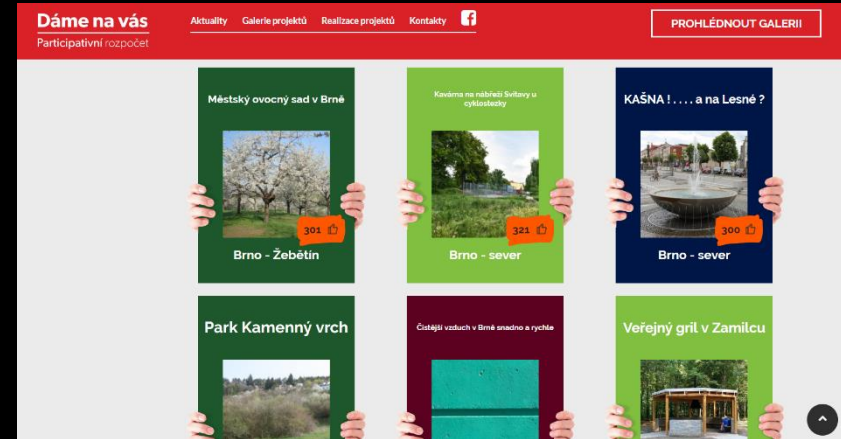 Dáme na vás
Participativní rozpočet
Aktuality Galerie projektů Realizace projektů Kontakty
PROHLÉDNOUT GALERII
Městský ovocný sad v Brně
301
Brno - Žebětín
Kavárna na nábřeží Svitavy u
cyklostezky
321
Brno - sever
KAŠNA ! . . . . a na Lesné ?
300
Brno - sever
Park Kamenný vrch
Čistější vzduch v Brně snadno a rychle
Veřejný gril v Zamilcu